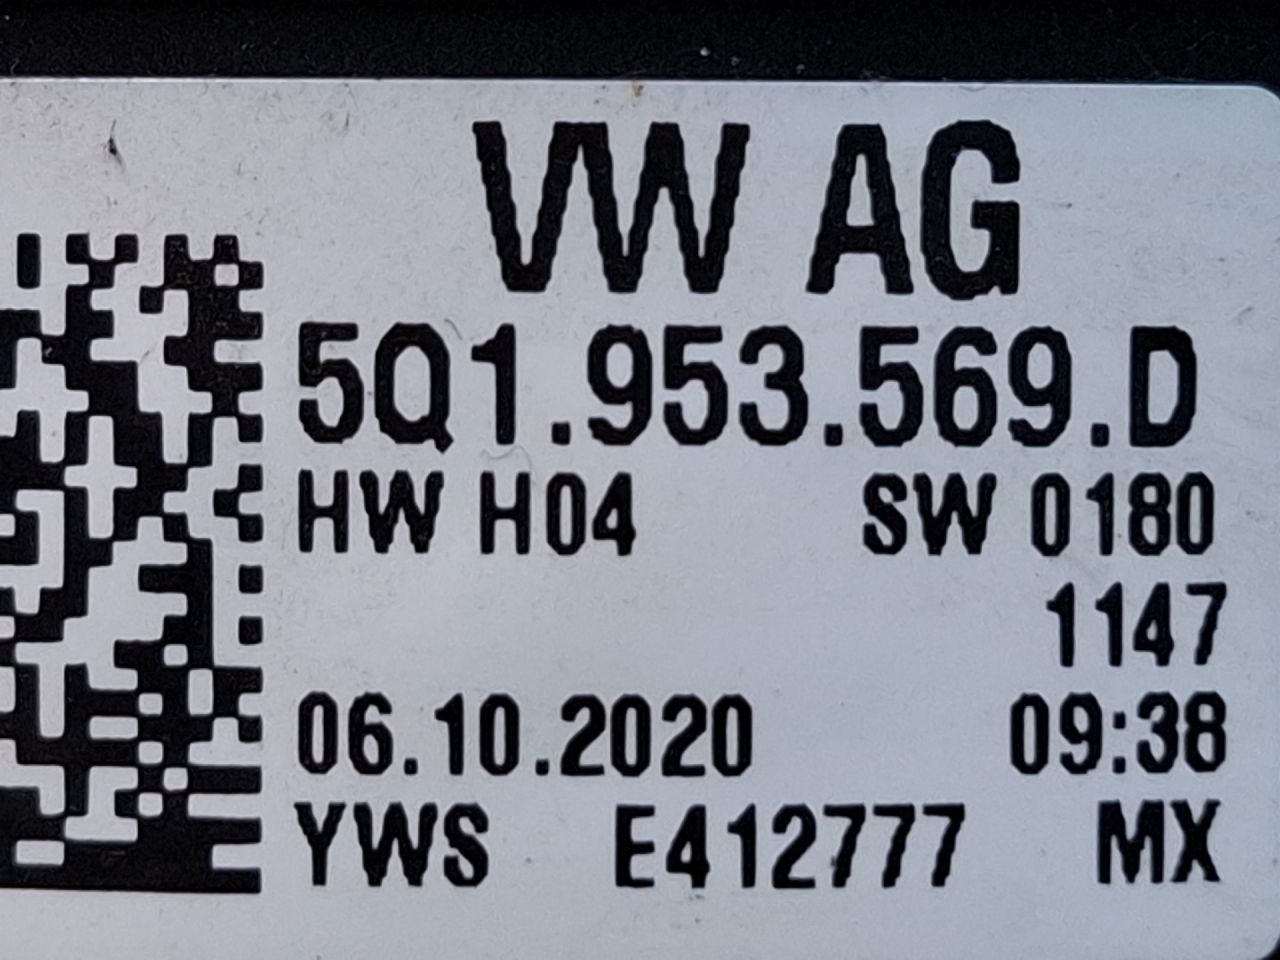 VW AG
5Q1.953.569.D
HW H04 SW 0180
1147
06.10.2020 09:38
YWS E412777 MX